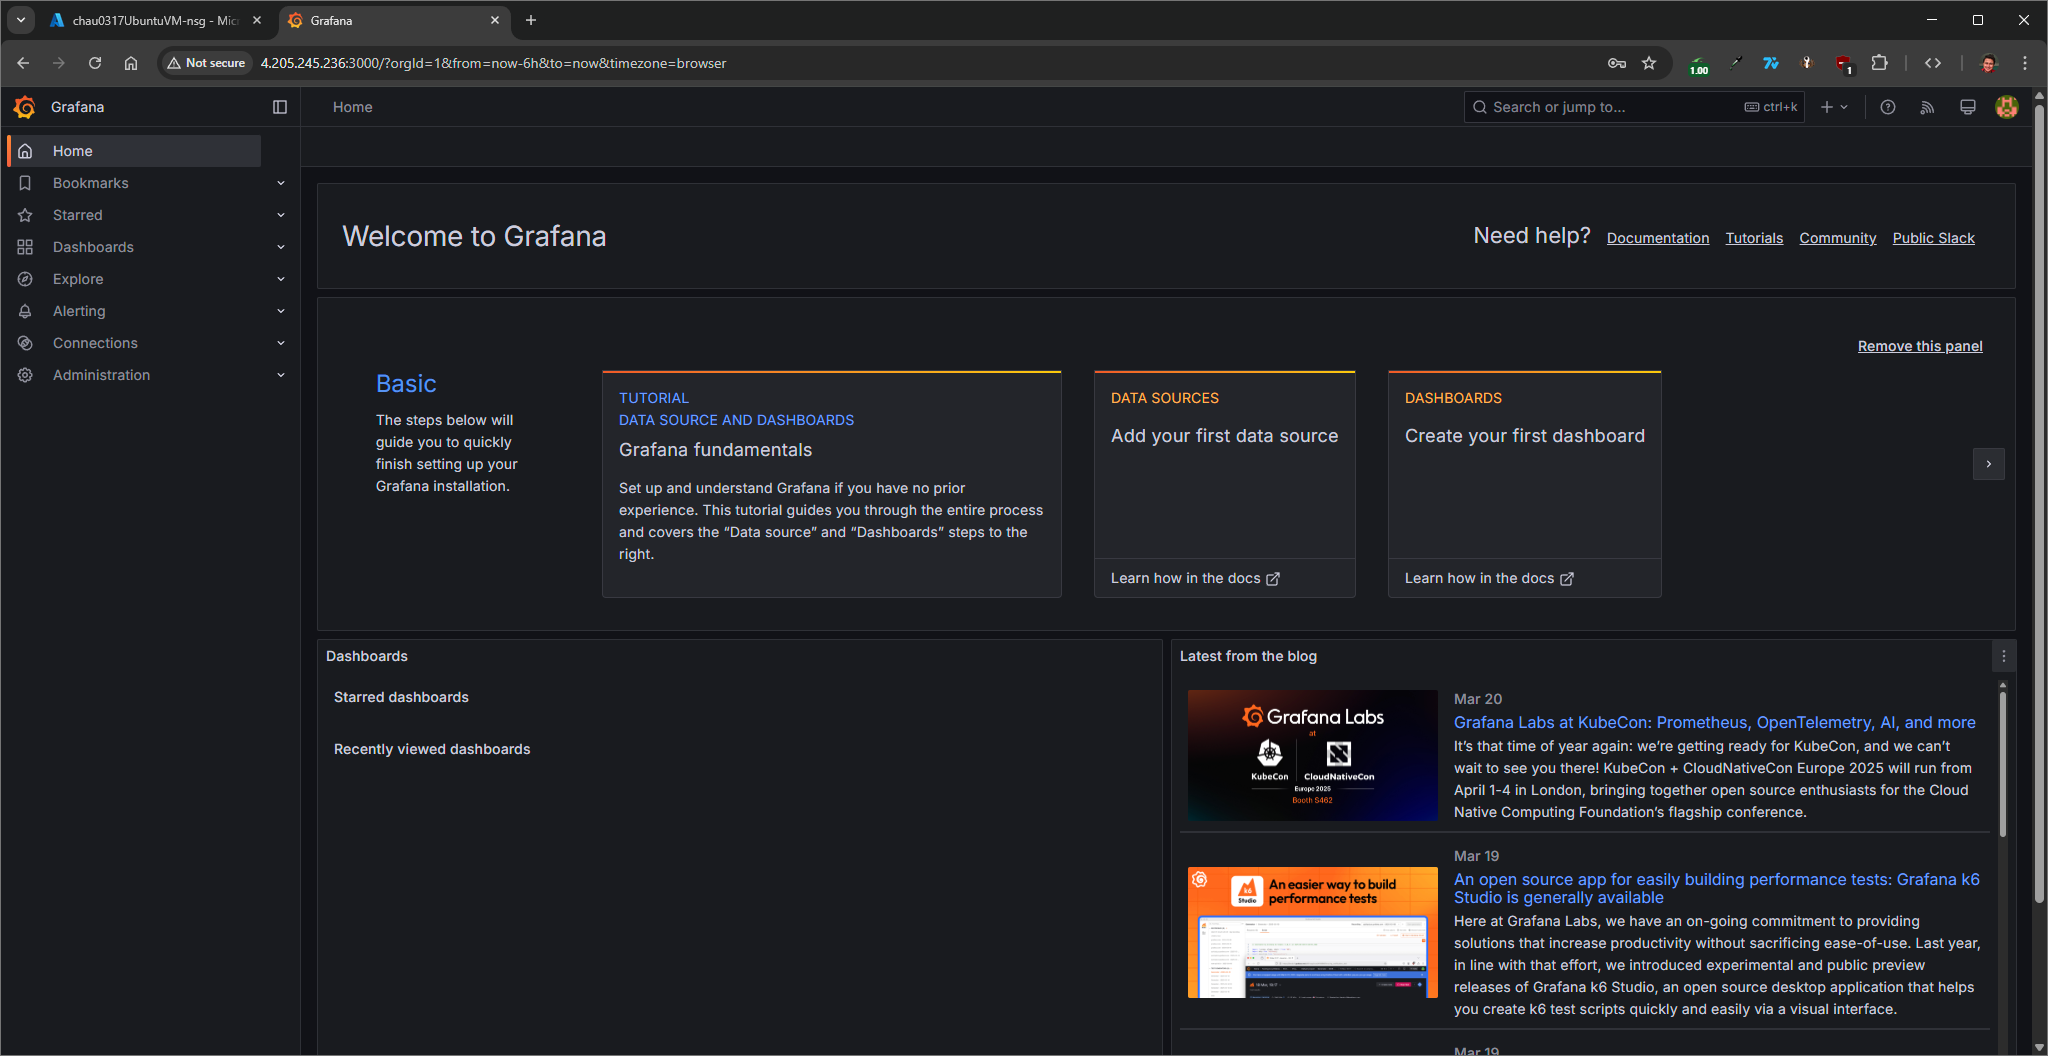 chau0317UbuntuVM-nsg - Mic
Grafana
Not secure
4.205.245.236:3000/?orgId=1&from=now-6h&to=now&timezone=browser
1.00
1
Grafana
Home
Search or jump to...
ctrl+k
Home
Bookmarks
Starred
Dashboards
Explore
Alerting
Connections
Administration
Welcome to Grafana
Need help?
Documentation
Tutorials
Community
Public Slack
Remove this panel
Basic
The steps below will
guide you to quickly
finish setting up your
Grafana installation.
TUTORIAL
DATA SOURCE AND DASHBOARDS
Grafana fundamentals
Set up and understand Grafana if you have no prior
experience. This tutorial guides you through the entire process
and covers the “Data source” and “Dashboards” steps to the
right.
DATA SOURCES
Add your first data source
Learn how in the docs
DASHBOARDS
Create your first dashboard
Learn how in the docs
Dashboards
Starred dashboards
Recently viewed dashboards
Latest from the blog
Grafana Labs
at
KubeCon
CloudNativeCon
Europe 2025
Booth S462
Mar 20
Grafana Labs at KubeCon: Prometheus, OpenTelemetry, AI, and more
It’s that time of year again: we’re getting ready for KubeCon, and we can’t
wait to see you there! KubeCon + CloudNativeCon Europe 2025 will run from
April 1-4 in London, bringing together open source enthusiasts for the Cloud
Native Computing Foundation’s flagship conference.
k6
Studio
An easier way to build
performance tests
Mar 19
An open source app for easily building performance tests: Grafana k6
Studio is generally available
Here at Grafana Labs, we have an on-going commitment to providing
solutions that increase productivity without sacrificing ease-of-use. Last year,
in line with that effort, we introduced experimental and public preview
releases of Grafana k6 Studio, an open source desktop application that helps
you create k6 test scripts quickly and easily via a visual interface.
Mar 19